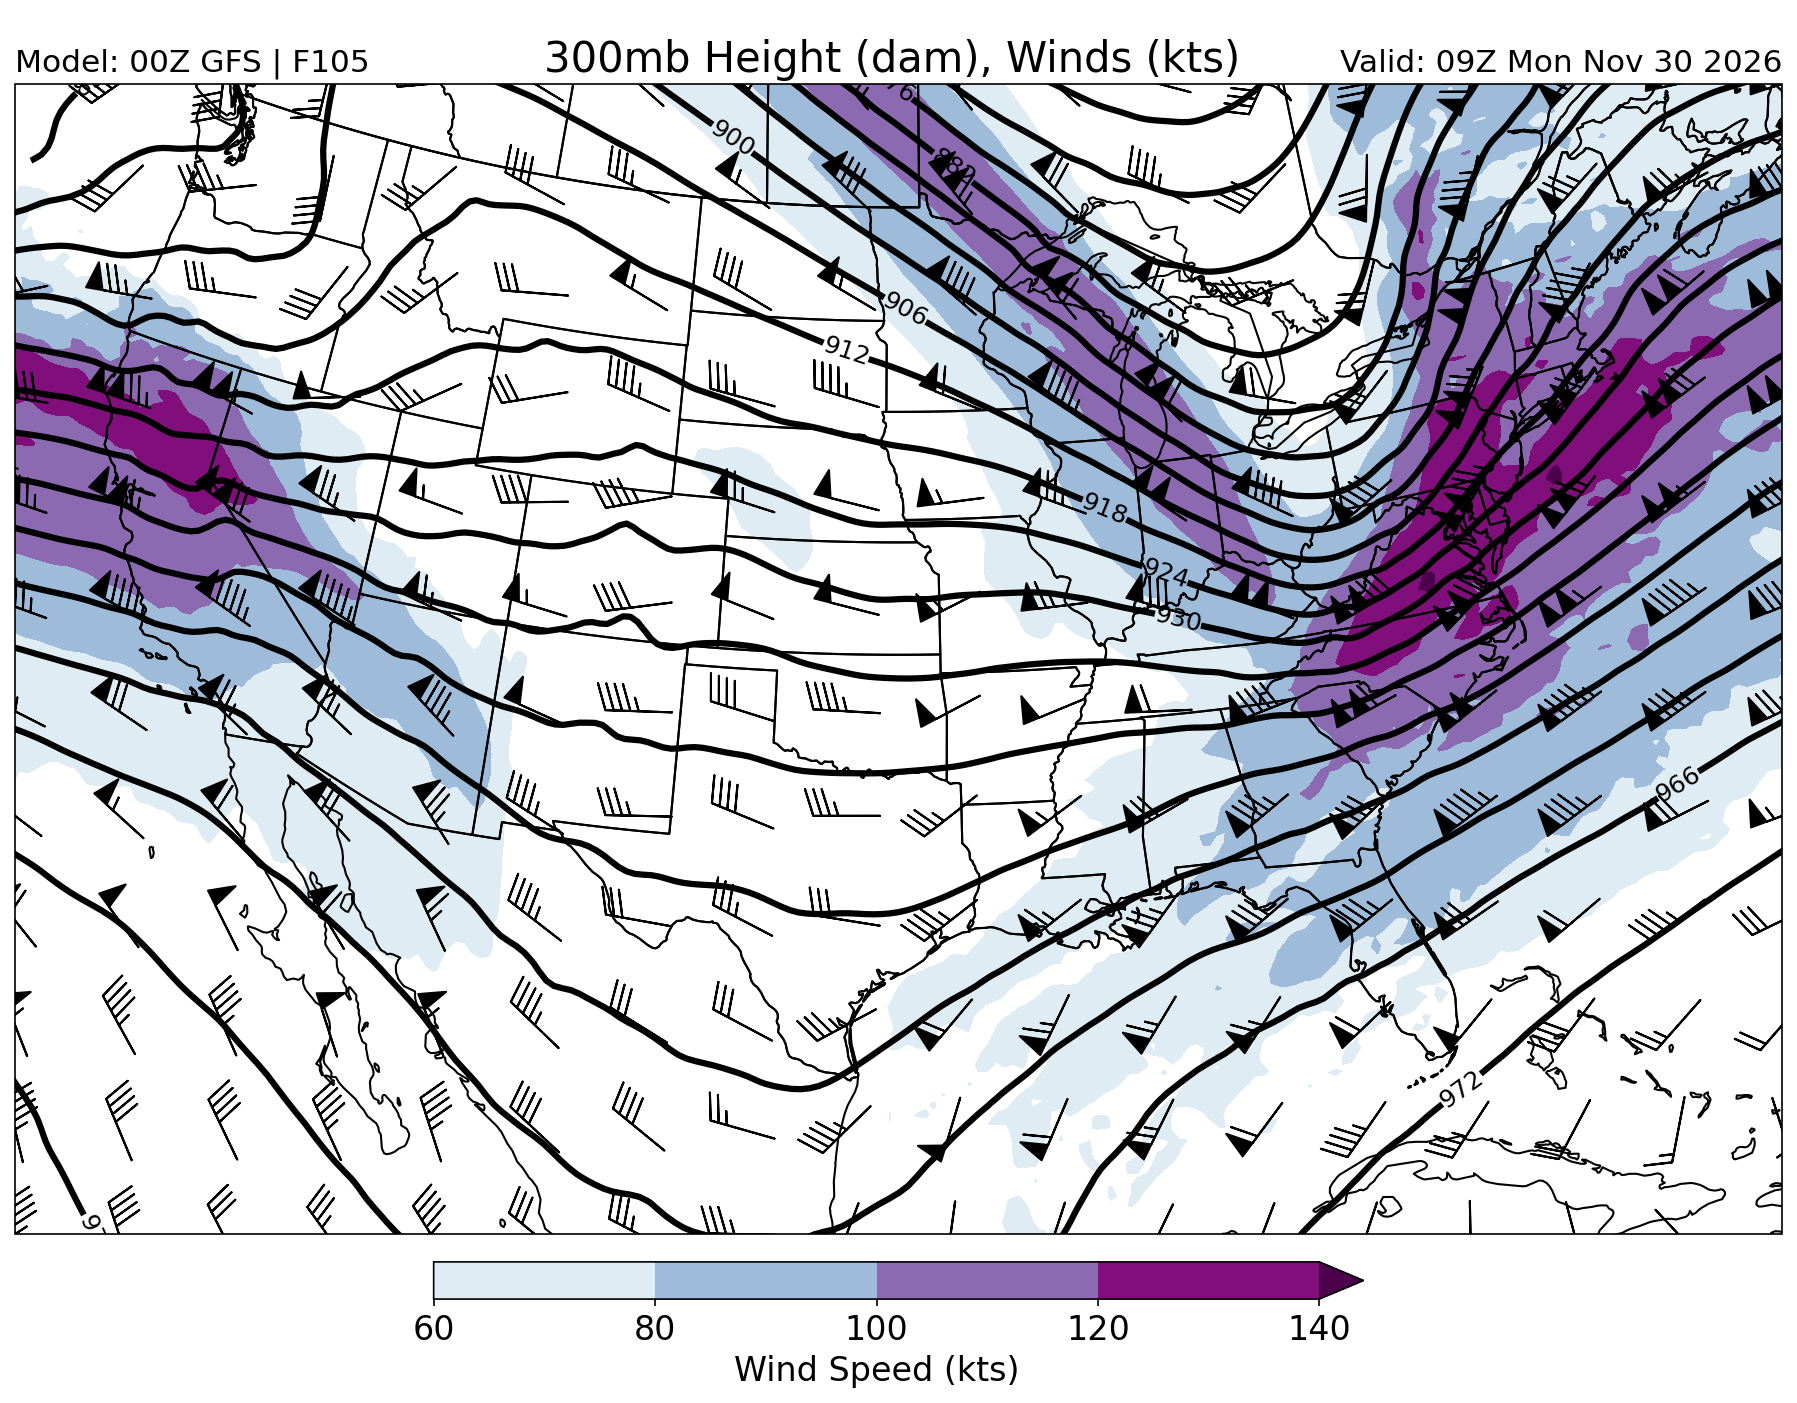 Model: 00Z GFS | F105
300mb Height (dam), Winds (kts)
Valid: 09Z Mon Nov 30 2026
900
882
906
912
918
924
930
966
972
60 80 100 120 140
Wind Speed (kts)